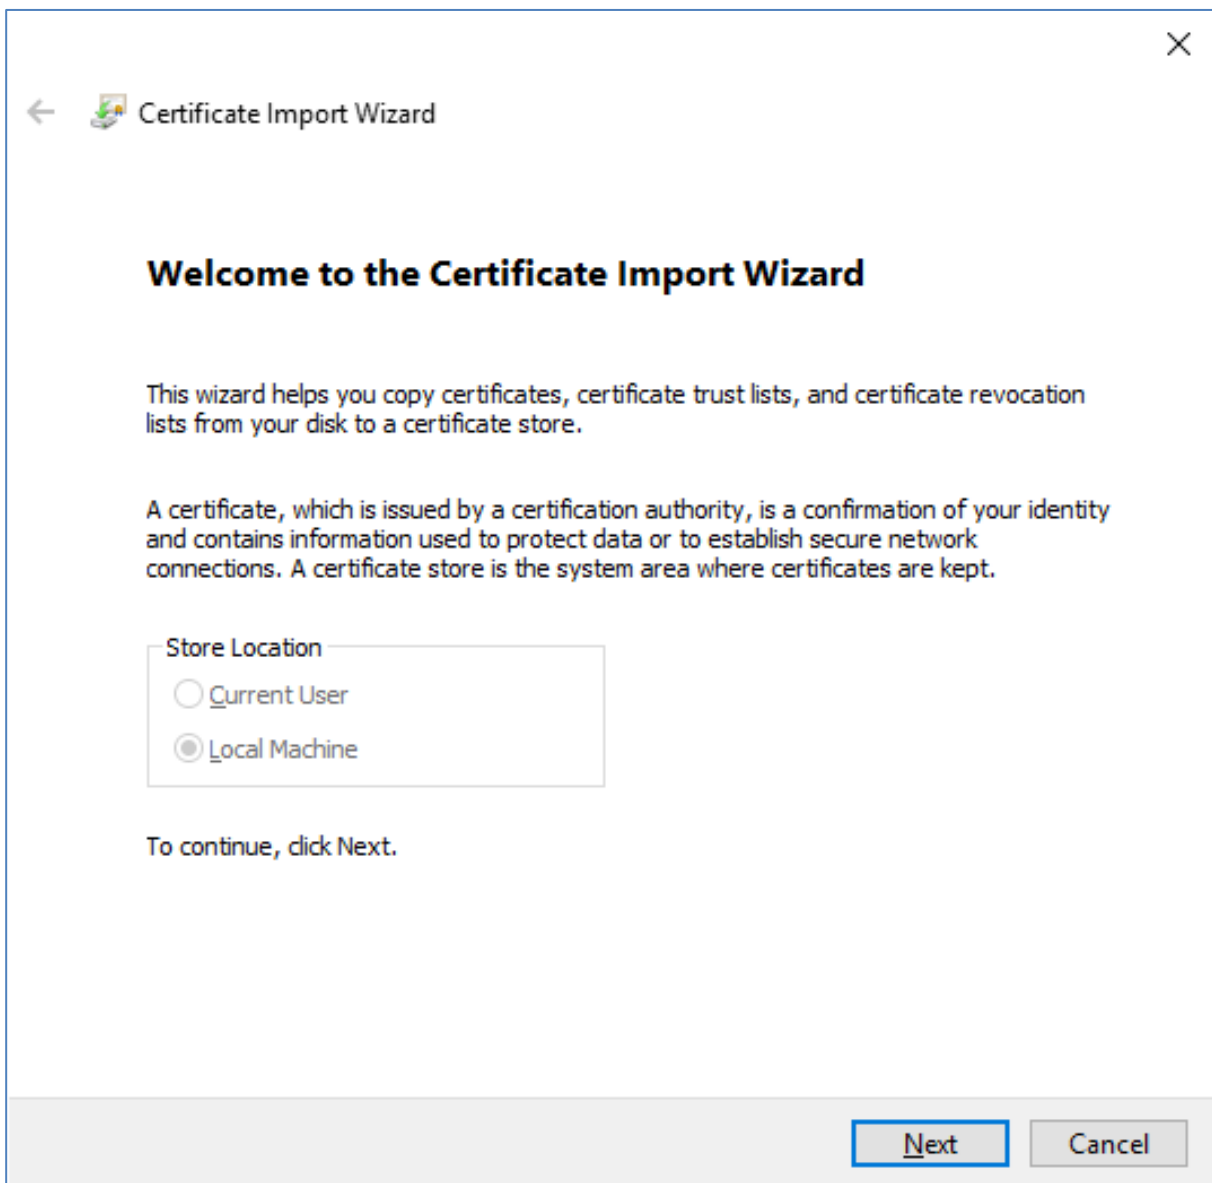 Certificate Import Wizard
Welcome to the Certificate Import Wizard
This wizard helps you copy certificates, certificate trust lists, and certificate revocation
lists from your disk to a certificate store.
A certificate, which is issued by a certification authority, is a confirmation of your identity
and contains information used to protect data or to establish secure network
connections. A certificate store is the system area where certificates are kept.
Store Location
Current User
Local Machine
To continue, click Next.
Next
Cancel